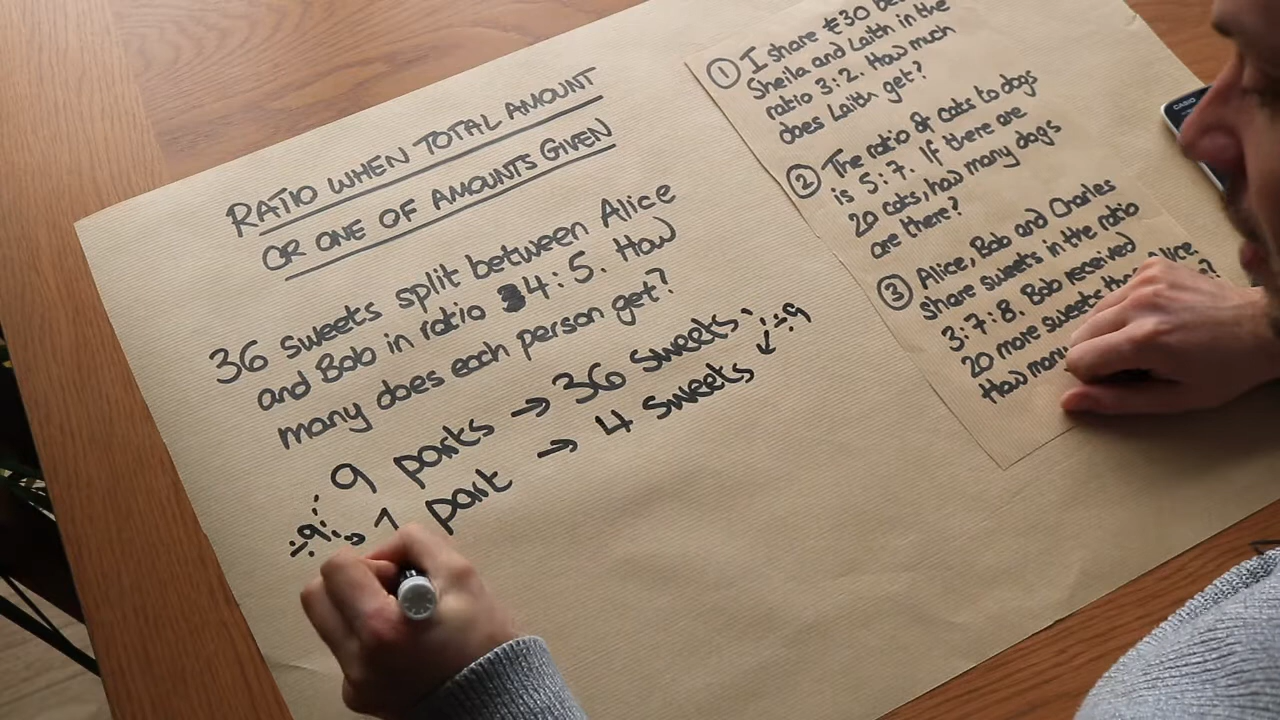 RATIO WHEN TOTAL AMOUNT
OR ONE OF AMOUNTS GIVEN
36 sweets split between Alice
and Bob in ratio 4:5. How
many does each person get?
9 parts → 36 sweets ÷9
÷9 1 part → 4 sweets
① I share £30
Sheila and Laith in the
ratio 3:2. How much
does Laith get?
② The ratio of cats to dogs
is 5:7. If there are
20 cats, how many dogs
are there?
③ Alice, Bob and Charles
share sweets in the ratio
3:7:8. Bob received
20 more sweets than Alice.
How many ?
CASIO